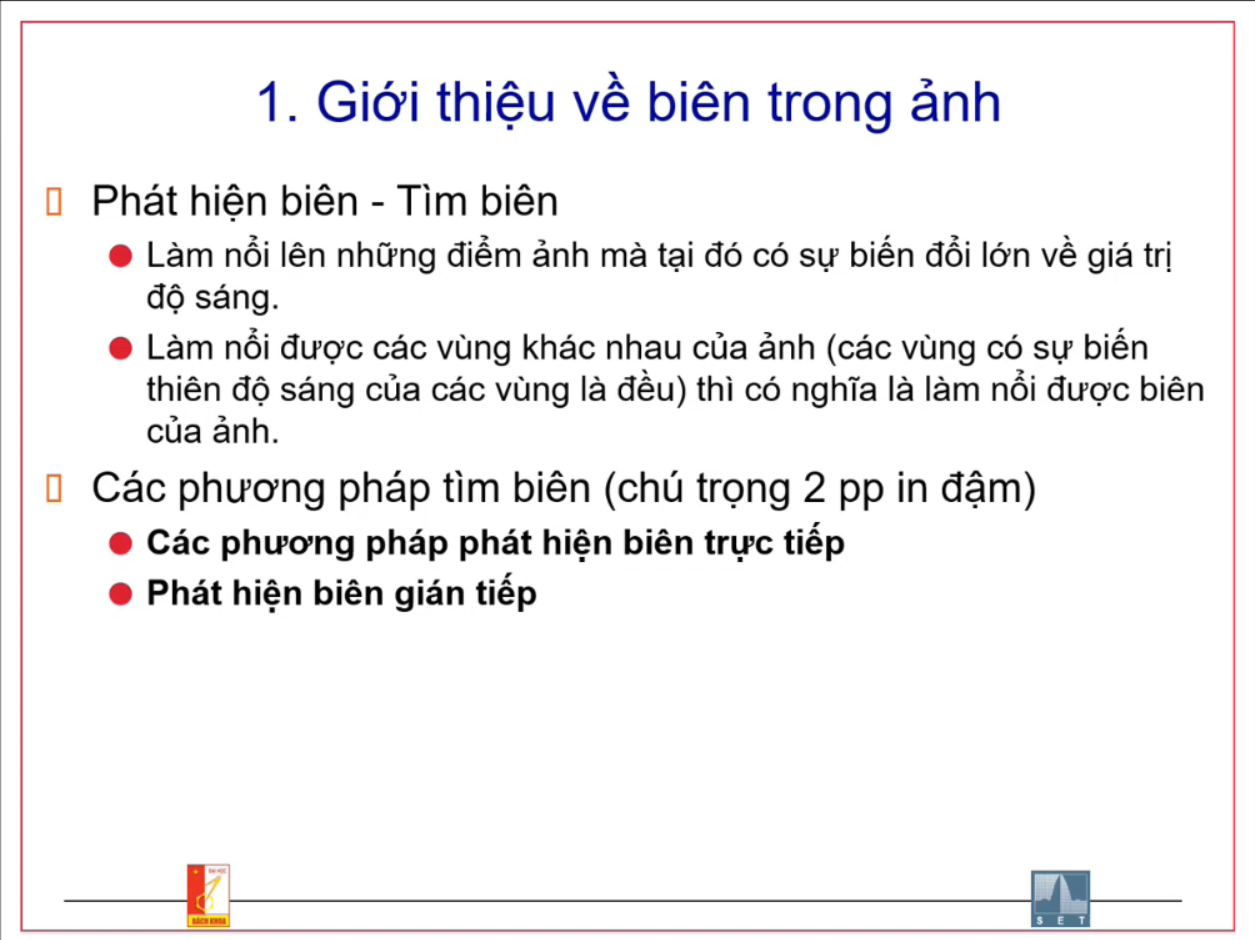 1. Giới thiệu về biên trong ảnh
Phát hiện biên - Tìm biên
Làm nổi lên những điểm ảnh mà tại đó có sự biến đổi lớn về giá trị
độ sáng.
Làm nổi được các vùng khác nhau của ảnh (các vùng có sự biến
thiên độ sáng của các vùng là đều) thì có nghĩa là làm nổi được biên
của ảnh.
Các phương pháp tìm biên (chú trọng 2 pp in đậm)
Các phương pháp phát hiện biên trực tiếp
Phát hiện biên gián tiếp
ĐẠI HỌC
BÁCH KHOA
S E T